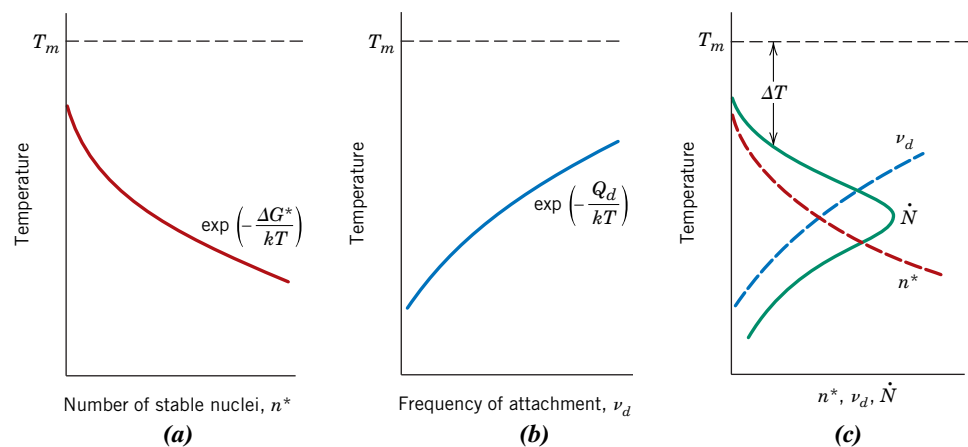 T_m
Temperature
exp (-ΔG*/kT)
Number of stable nuclei, n*
(a)
T_m
Temperature
exp (-Q_d/kT)
Frequency of attachment, ν_d
(b)
T_m
ΔT
ν_d
Ṅ
n*
Temperature
n*, ν_d, Ṅ
(c)